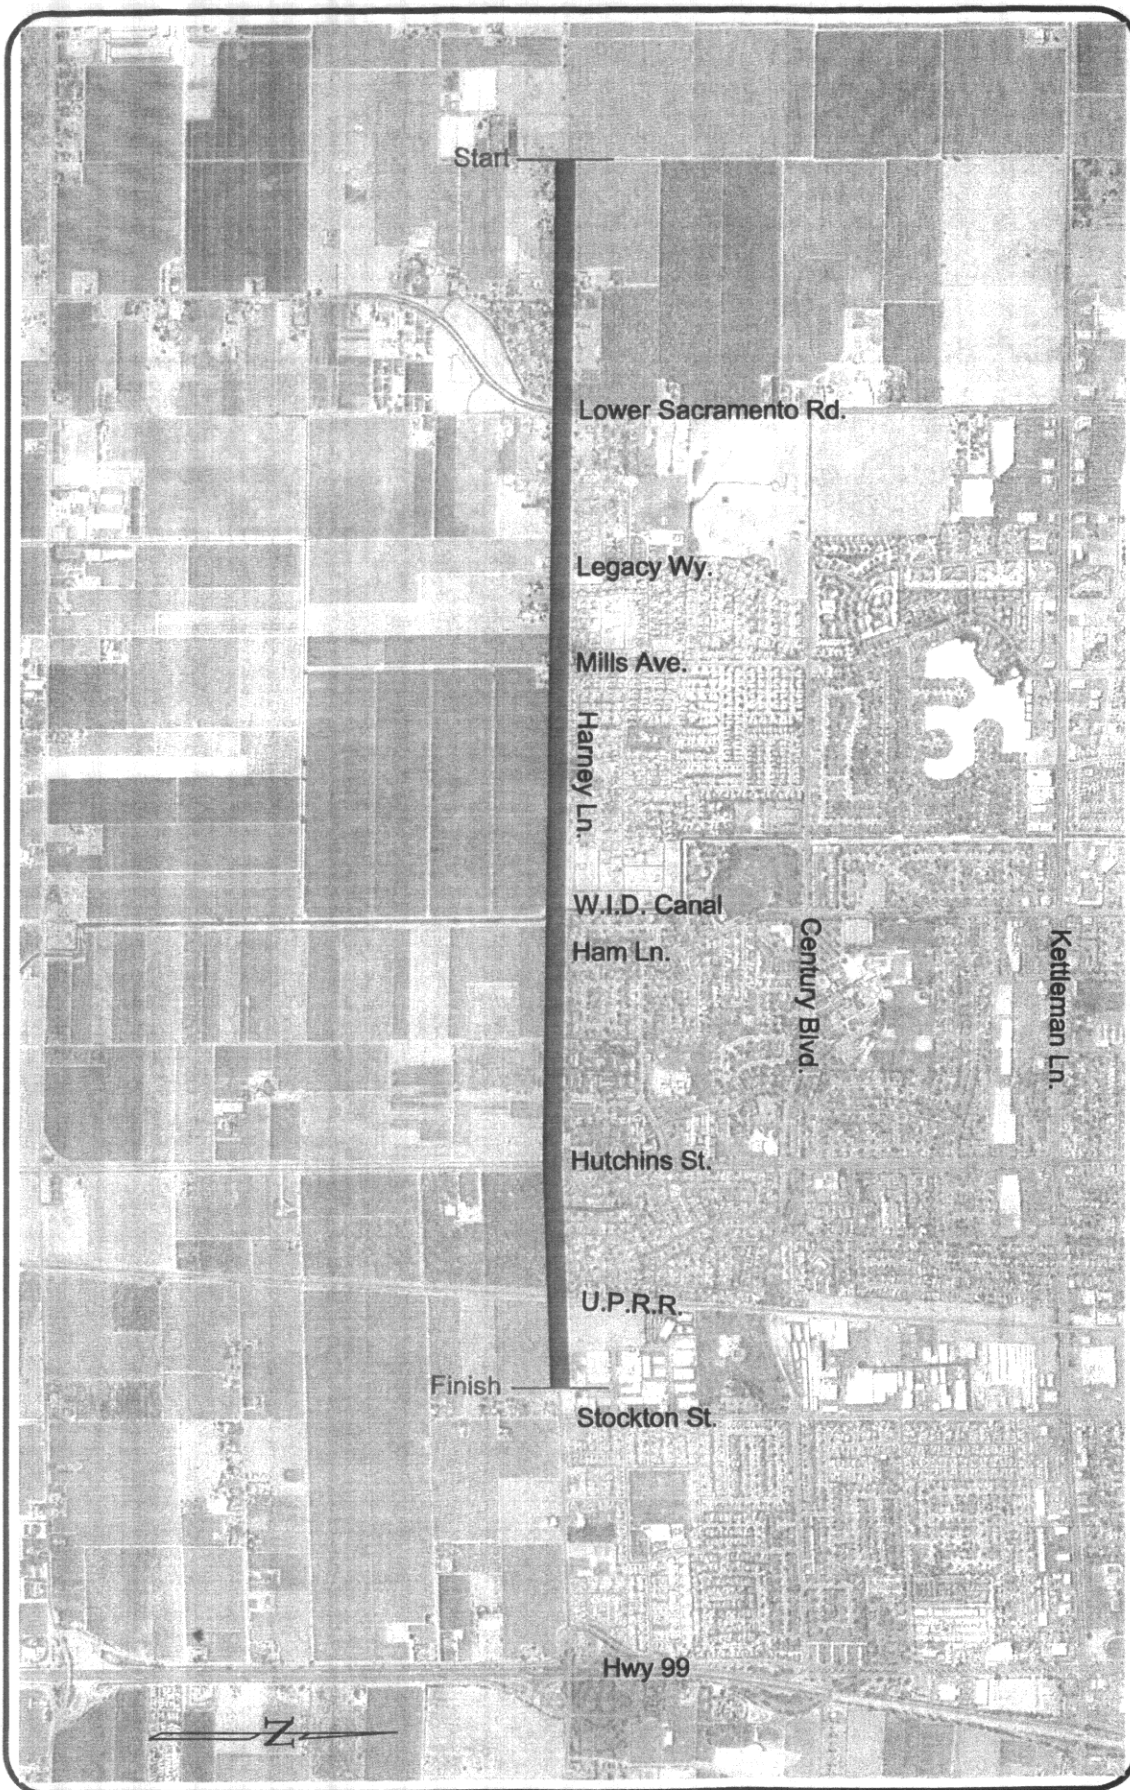 Start
Lower Sacramento Rd.
Legacy Wy.
Mills Ave.
Harney Ln.
W.I.D. Canal
Ham Ln.
Century Blvd.
Kettleman Ln.
Hutchins St.
U.P.R.R.
Finish
Stockton St.
Hwy 99
N